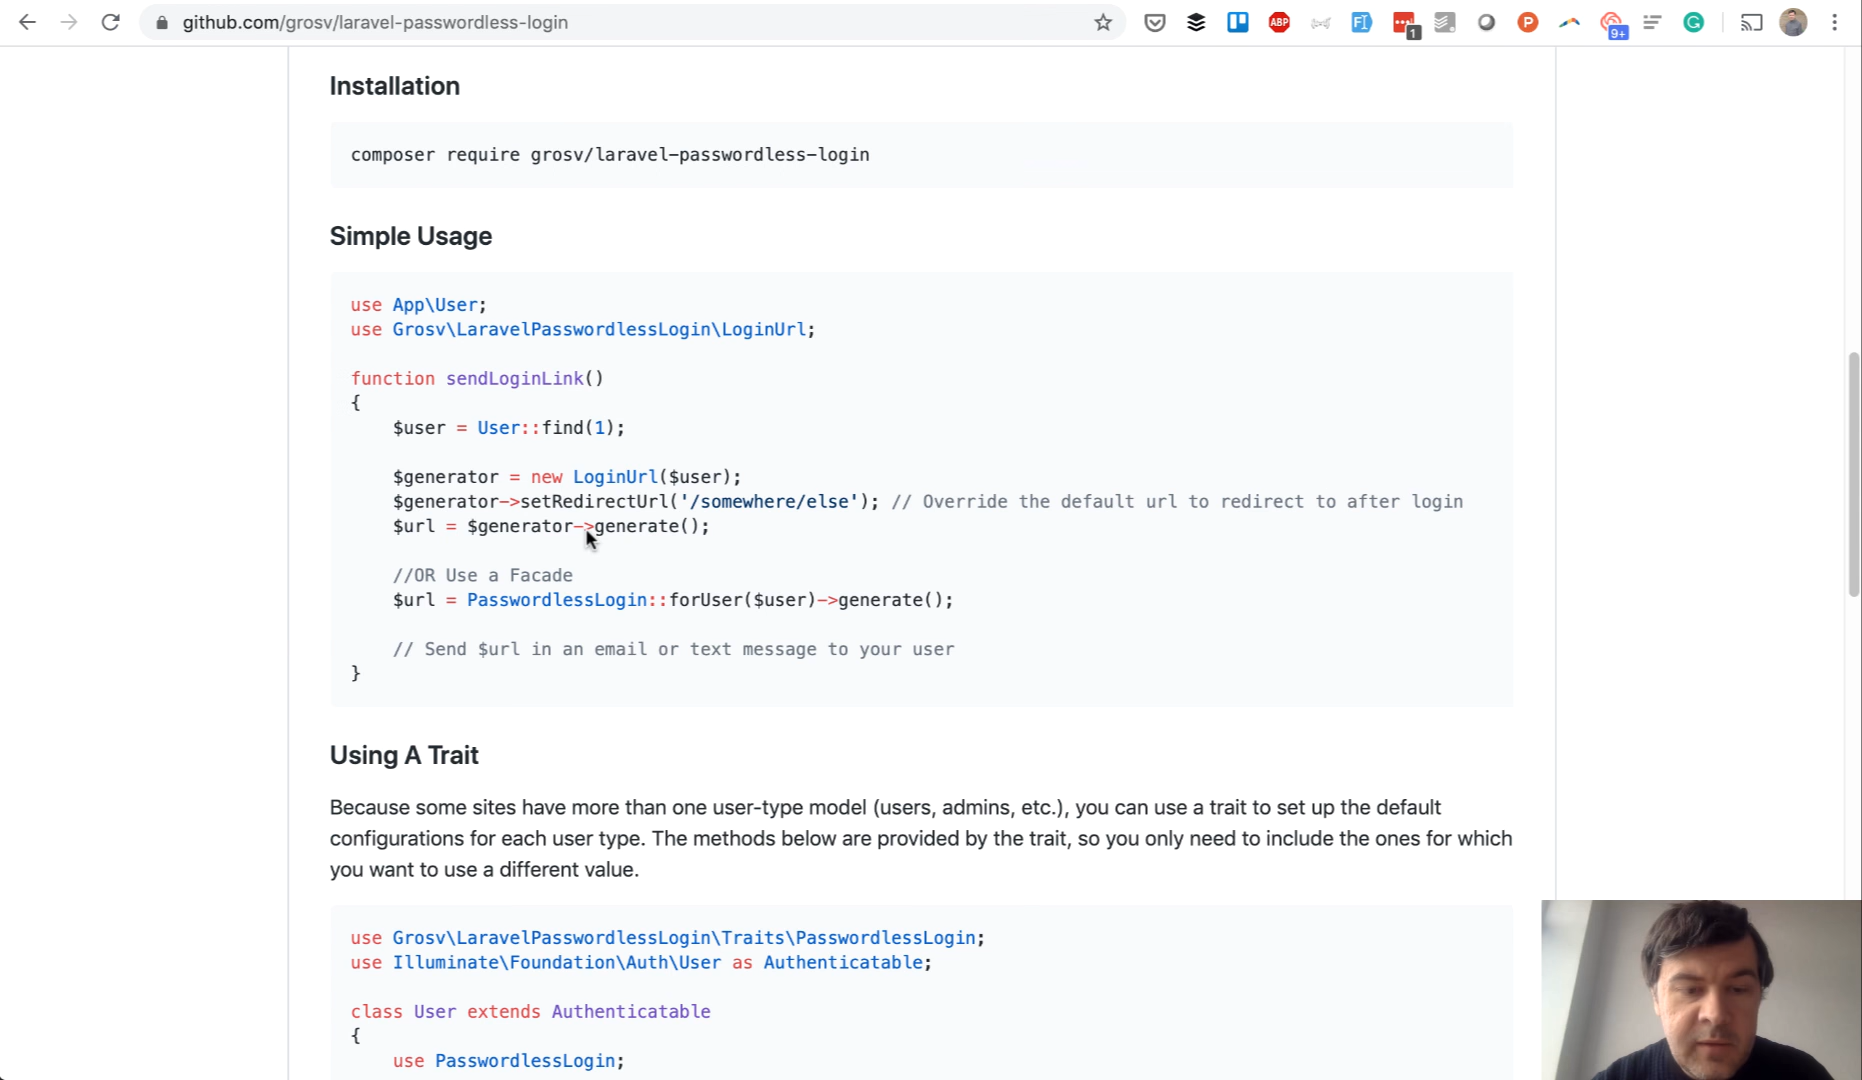 github.com/grosv/laravel-passwordless-login
ABP
F
1
P
9+
G
Installation
composer require grosv/laravel-passwordless-login
Simple Usage
use App\User;
use Grosv\LaravelPasswordlessLogin\LoginUrl;
function sendLoginLink()
{
$user = User::find(1);
$generator = new LoginUrl($user);
$generator->setRedirectUrl('/somewhere/else'); // Override the default url to redirect to after login
$url = $generator->generate();
//OR Use a Facade
$url = PasswordlessLogin::forUser($user)->generate();
// Send $url in an email or text message to your user
}
Using A Trait
Because some sites have more than one user-type model (users, admins, etc.), you can use a trait to set up the default
configurations for each user type. The methods below are provided by the trait, so you only need to include the ones for which
you want to use a different value.
use Grosv\LaravelPasswordlessLogin\Traits\PasswordlessLogin;
use Illuminate\Foundation\Auth\User as Authenticatable;
class User extends Authenticatable
{
use PasswordlessLogin;